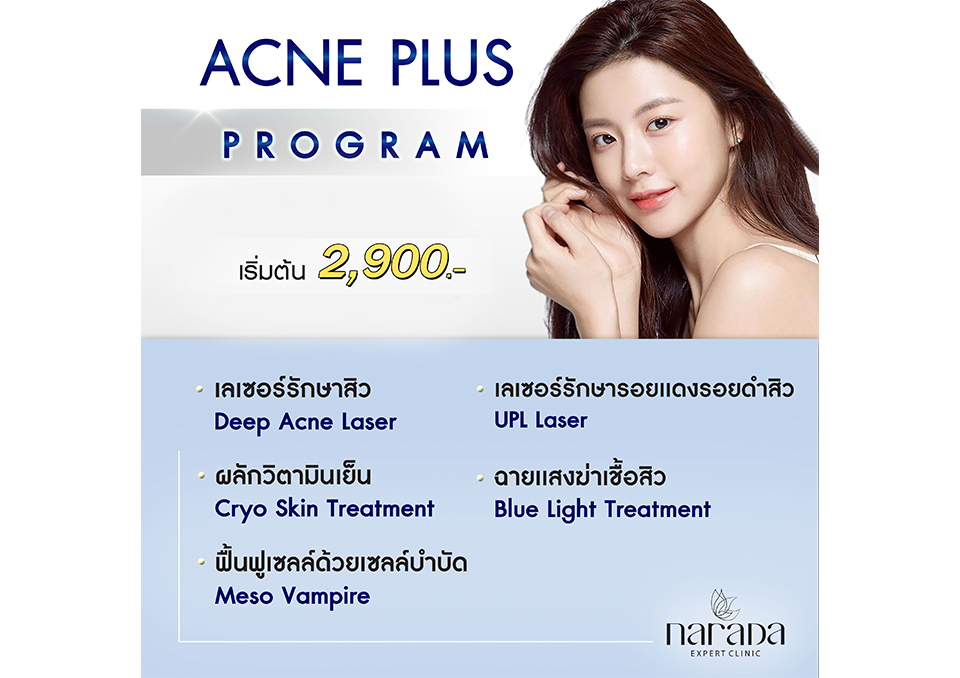 ACNE PLUS
PROGRAM
เริ่มต้น 2,900.-
• เลเซอร์รักษาสิว
Deep Acne Laser
• เลเซอร์รักษารอยแดงรอยดำสิว
UPL Laser
• ผลักวิตามินเย็น
Cryo Skin Treatment
• ฉายแสงฆ่าเชื้อสิว
Blue Light Treatment
• ฟื้นฟูเซลล์ด้วยเซลล์บำบัด
Meso Vampire
naraDa
EXPERT CLINIC